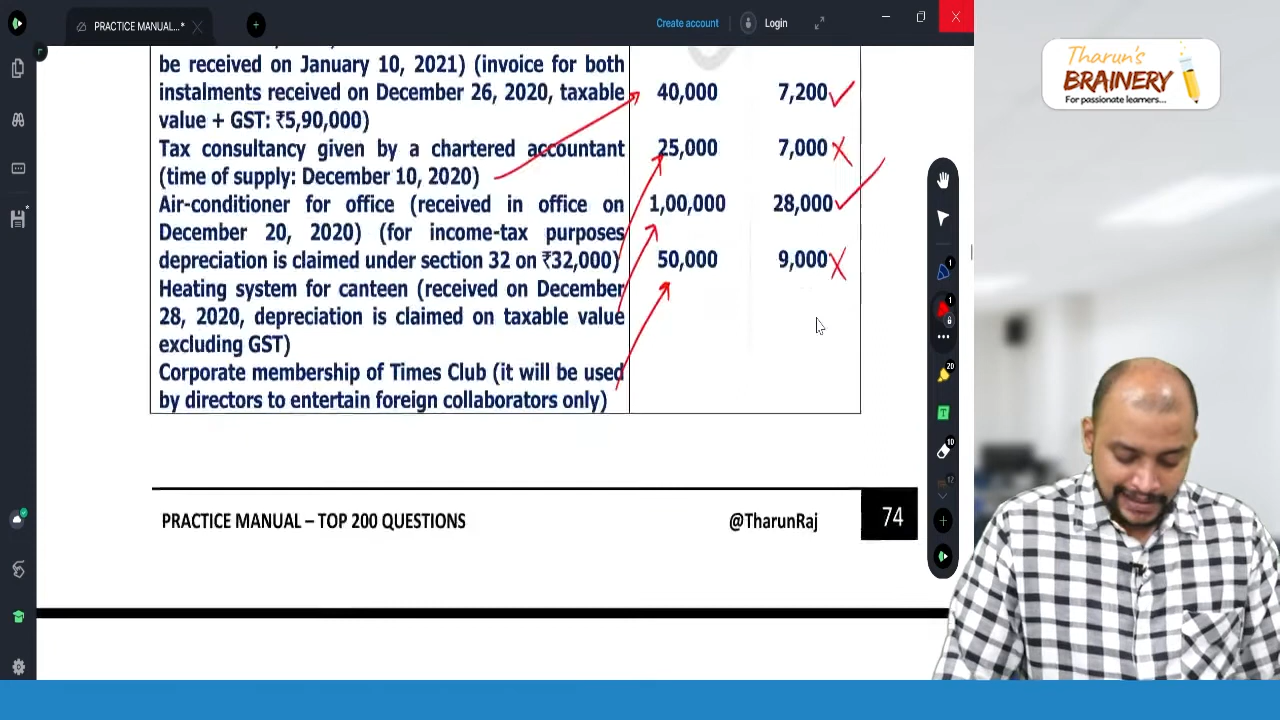 PRACTICE MANUAL...*
Create account
Login
Tharun's
BRAINERY
For passionate learners...
be received on January 10, 2021) (invoice for both
instalments received on December 26, 2020, taxable
value + GST: ₹5,90,000)
Tax consultancy given by a chartered accountant
(time of supply: December 10, 2020)
Air-conditioner for office (received in office on
December 20, 2020) (for income-tax purposes
depreciation is claimed under section 32 on ₹32,000)
Heating system for canteen (received on December
28, 2020, depreciation is claimed on taxable value
excluding GST)
Corporate membership of Times Club (it will be used
by directors to entertain foreign collaborators only)
40,000 7,200
25,000 7,000
1,00,000 28,000
50,000 9,000
PRACTICE MANUAL – TOP 200 QUESTIONS @TharunRaj 74
1
1
20
T
10